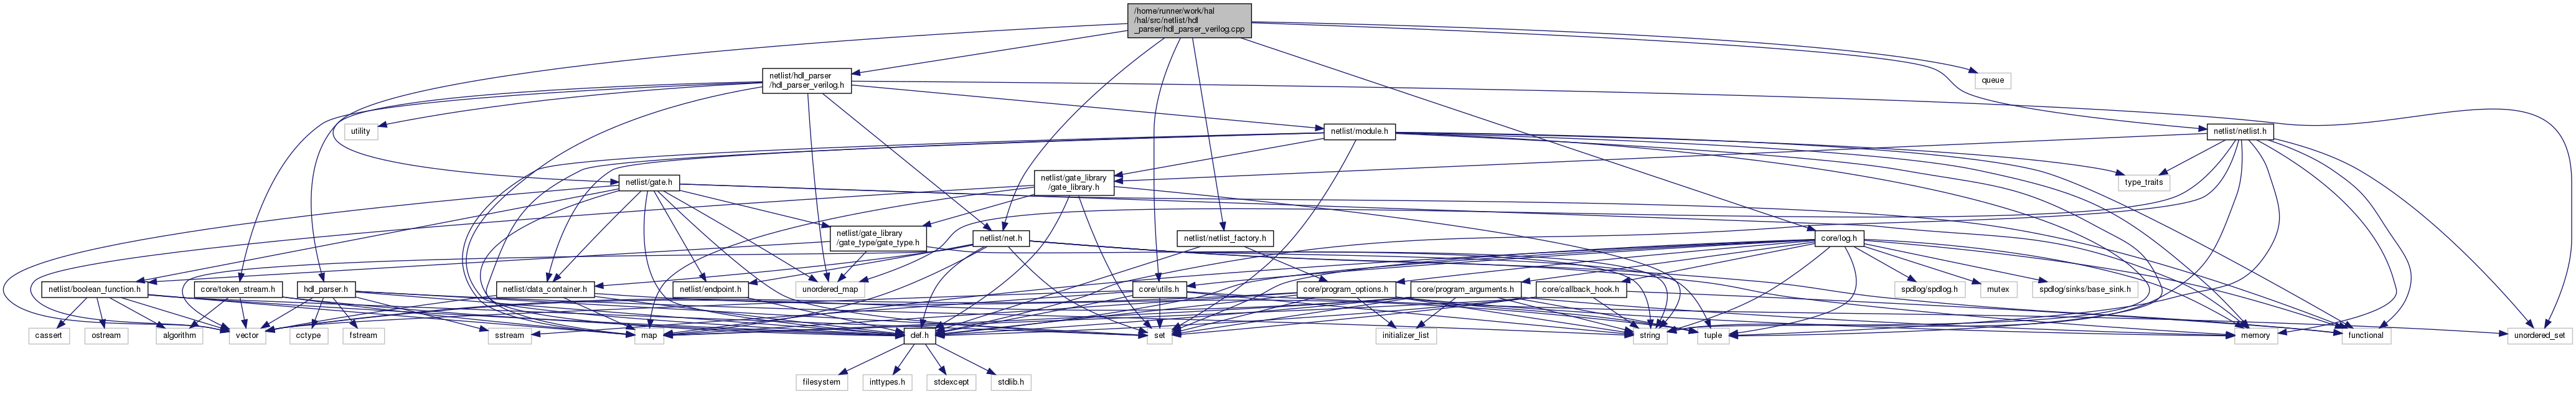 /home/runner/work/hal
/hal/src/netlist/hdl
_parser/hdl_parser_verilog.cpp
netlist/hdl_parser
/hdl_parser_verilog.h
queue
utility
netlist/module.h
netlist/netlist.h
netlist/gate.h
netlist/gate_library
/gate_library.h
type_traits
netlist/gate_library
/gate_type/gate_type.h
netlist/net.h
netlist/netlist_factory.h
core/log.h
netlist/boolean_function.h
core/token_stream.h
hdl_parser.h
netlist/data_container.h
netlist/endpoint.h
unordered_map
core/utils.h
core/program_options.h
core/program_arguments.h
core/callback_hook.h
spdlog/spdlog.h
mutex
spdlog/sinks/base_sink.h
cassert
ostream
algorithm
vector
cctype
fstream
sstream
map
def.h
set
initializer_list
string
tuple
memory
functional
unordered_set
filesystem
inttypes.h
stdexcept
stdlib.h